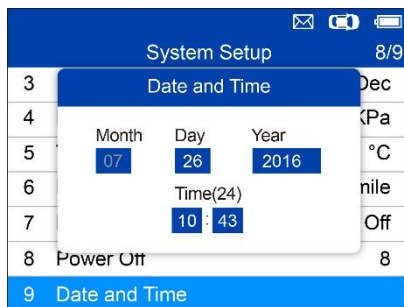 System Setup 8/9
3 Dec
4 KPa
5 °C
6 mile
7 Off
8 Power Off 8
9 Date and Time
Date and Time
Month Day Year
07 26 2016
Time(24)
10 : 43